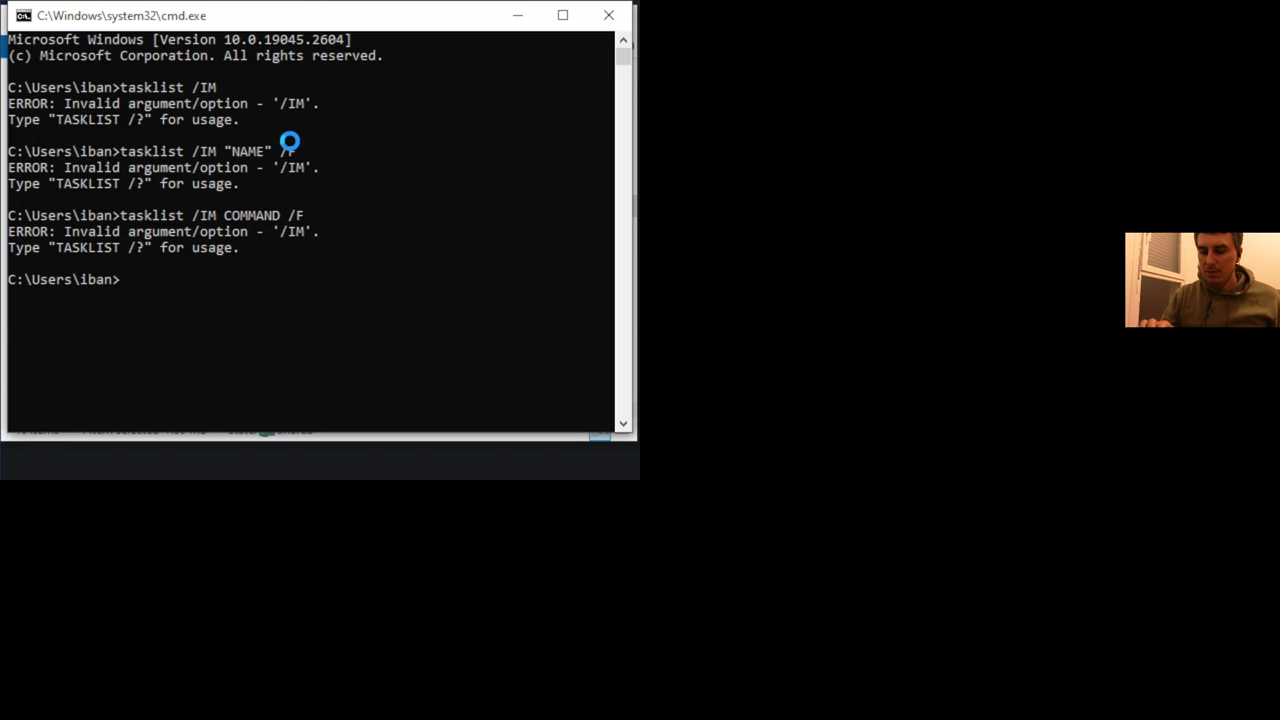 C:\Windows\system32\cmd.exe
Microsoft Windows [Version 10.0.19045.2604]
(c) Microsoft Corporation. All rights reserved.
C:\Users\iban>tasklist /IM
ERROR: Invalid argument/option - '/IM'.
Type "TASKLIST /?" for usage.
C:\Users\iban>tasklist /IM "NAME" /F
ERROR: Invalid argument/option - '/IM'.
Type "TASKLIST /?" for usage.
C:\Users\iban>tasklist /IM COMMAND /F
ERROR: Invalid argument/option - '/IM'.
Type "TASKLIST /?" for usage.
C:\Users\iban>